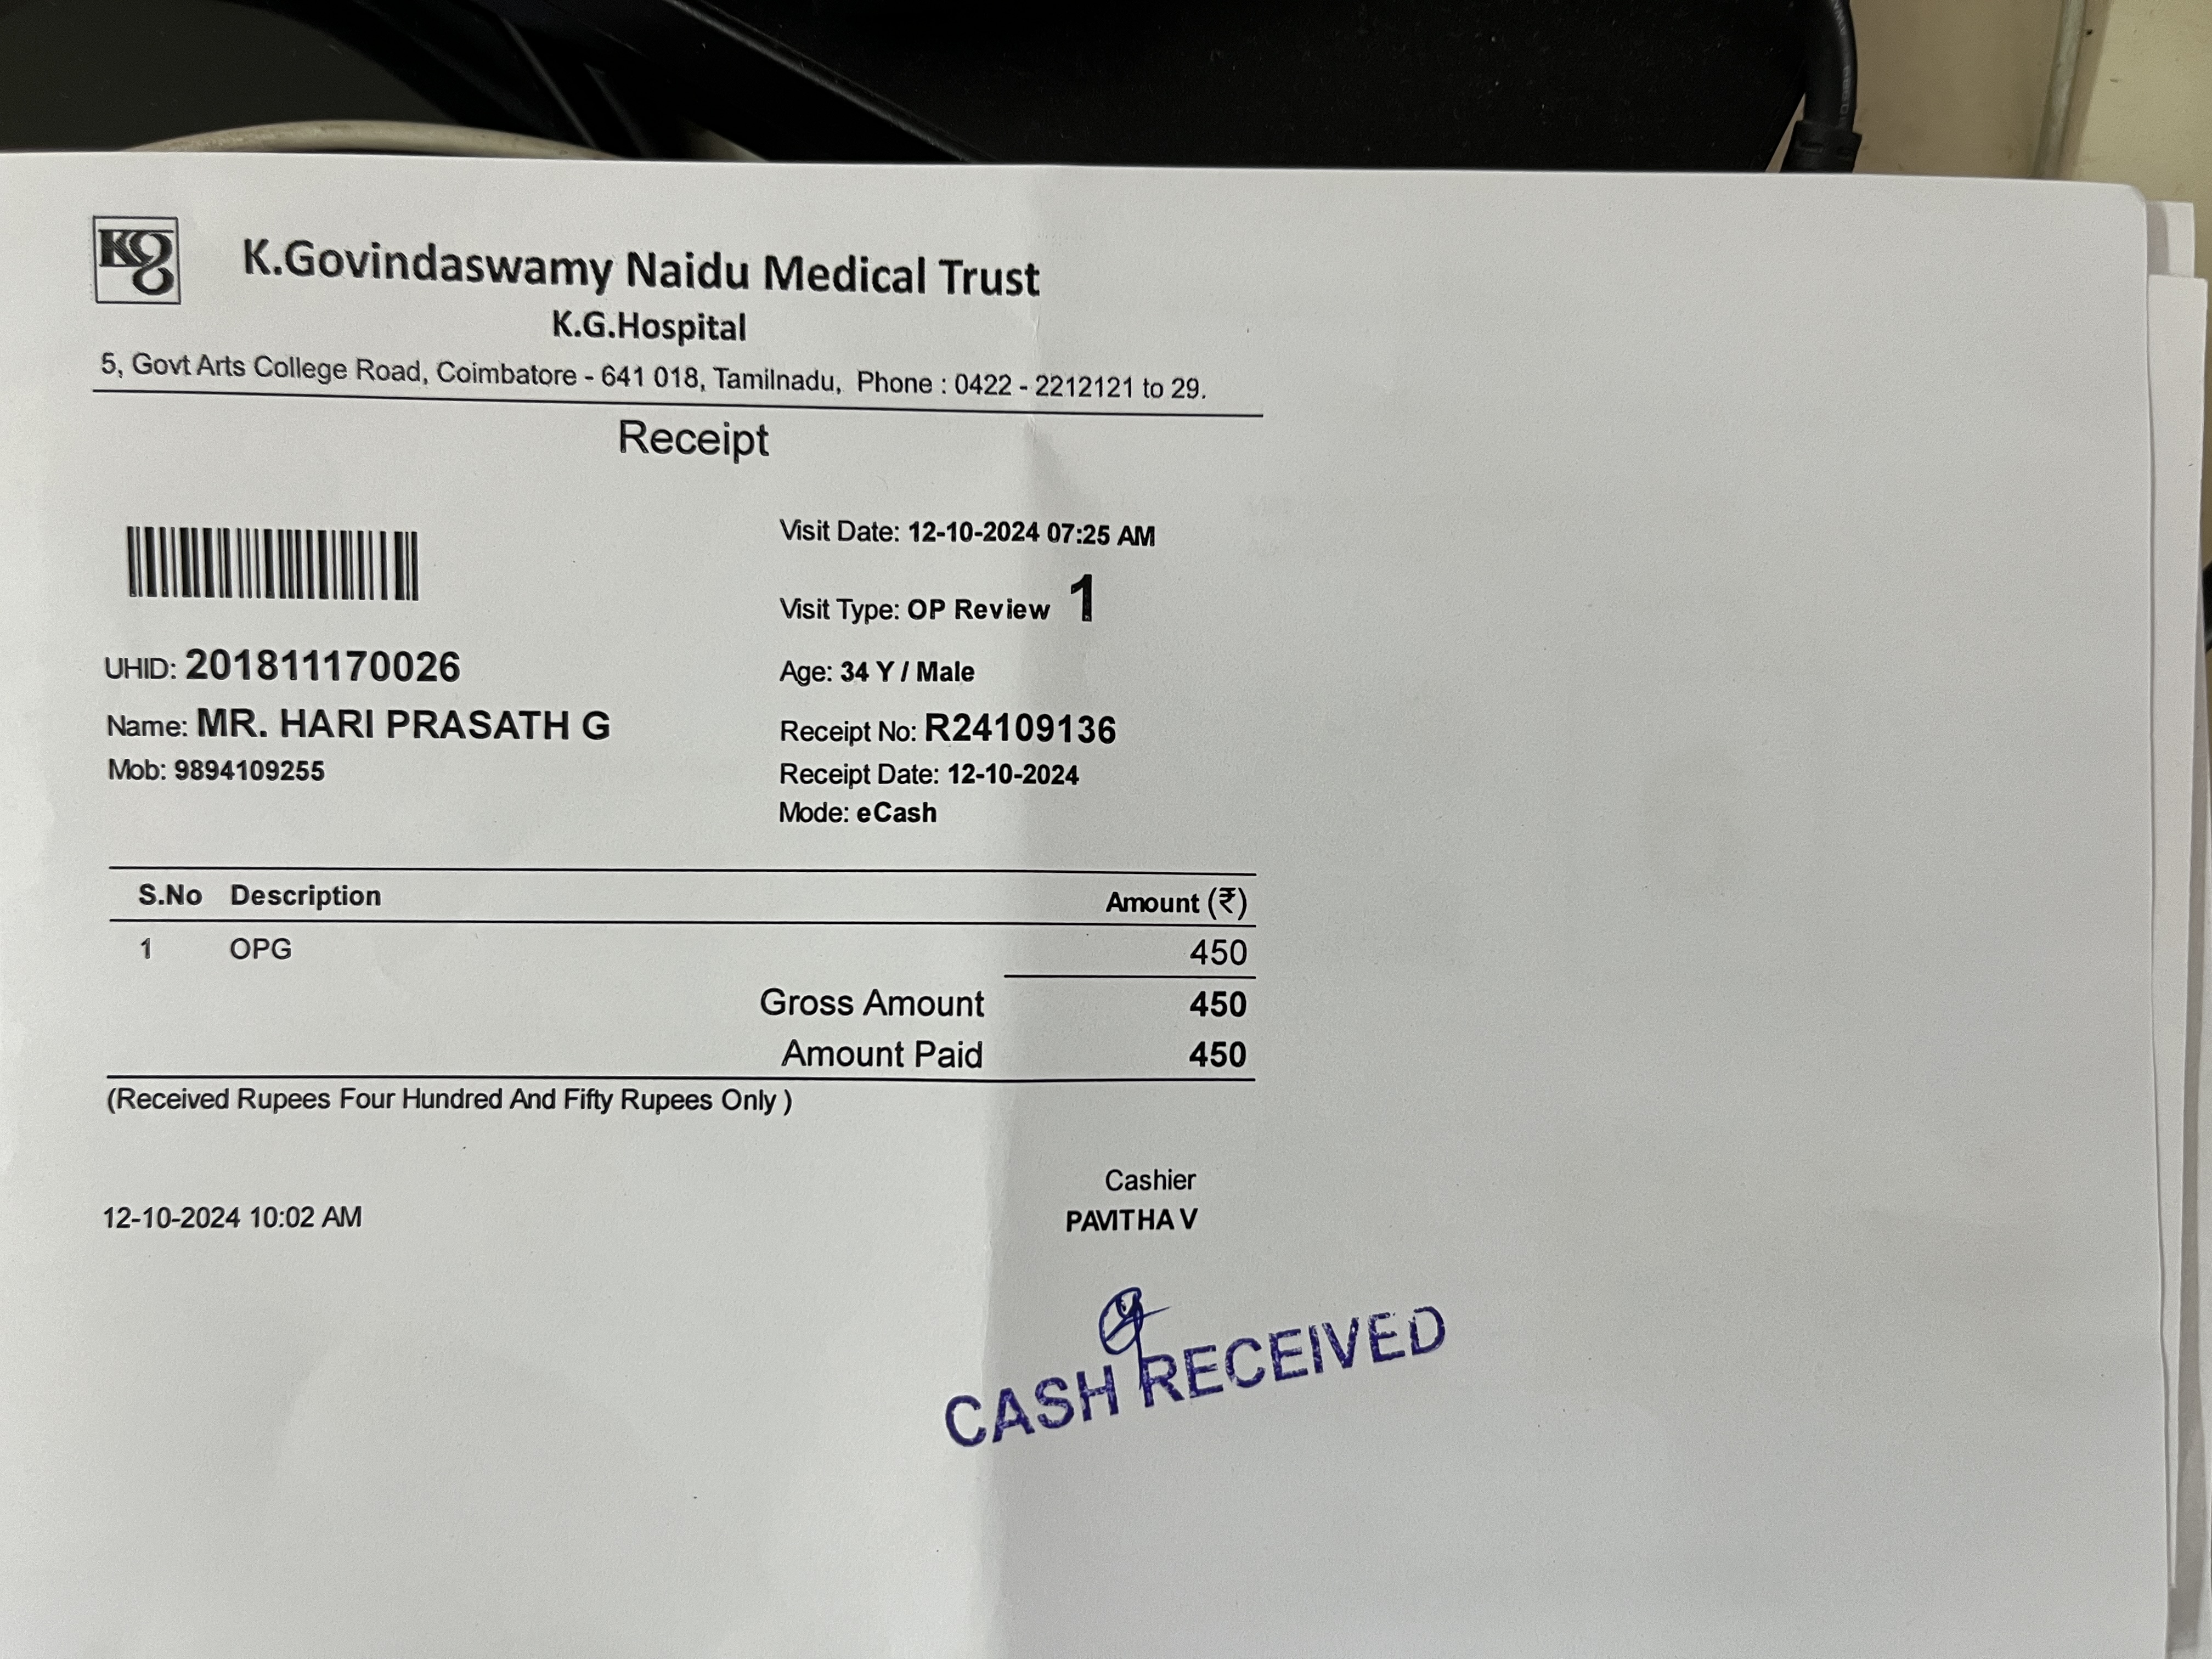 KG
K.Govindaswamy Naidu Medical Trust
K.G.Hospital
5, Govt Arts College Road, Coimbatore - 641 018, Tamilnadu, Phone : 0422 - 2212121 to 29.
Receipt
Visit Date: 12-10-2024 07:25 AM
Visit Type: OP Review 1
UHID: 201811170026 Age: 34 Y / Male
Name: MR. HARI PRASATH G Receipt No: R24109136
Mob: 9894109255 Receipt Date: 12-10-2024
Mode: eCash
S.No Description Amount (₹)
1 OPG 450
Gross Amount 450
Amount Paid 450
(Received Rupees Four Hundred And Fifty Rupees Only )
Cashier
12-10-2024 10:02 AM PAVITHA V
CASH RECEIVED